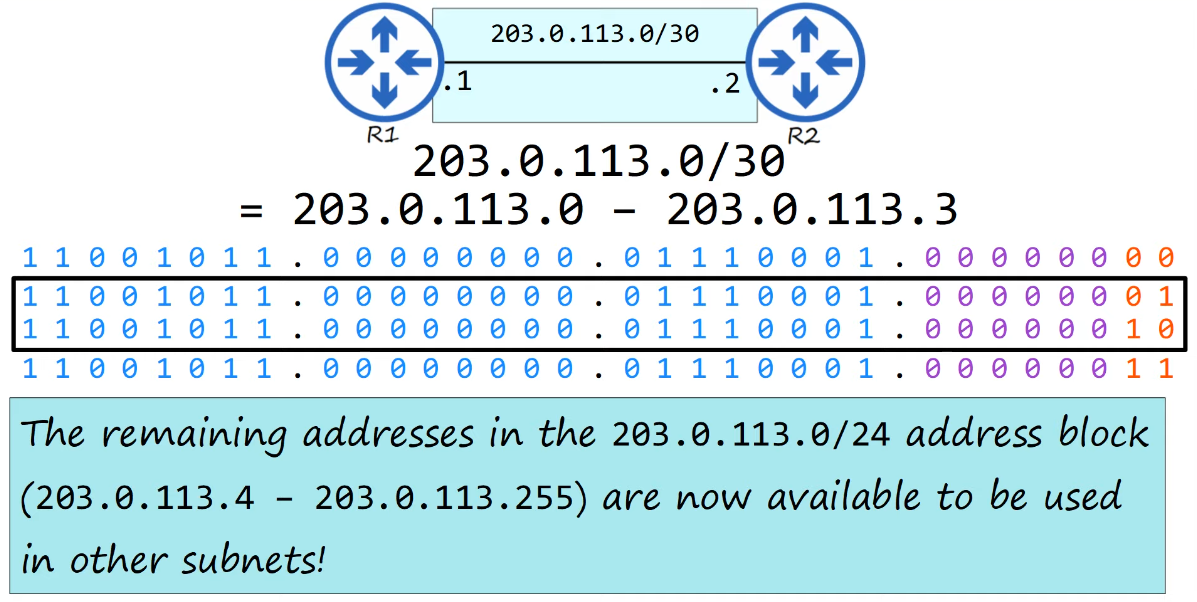 203.0.113.0/30
.1
.2
R1
R2
203.0.113.0/30
= 203.0.113.0 – 203.0.113.3
1 1 0 0 1 0 1 1 . 0 0 0 0 0 0 0 0 . 0 1 1 1 0 0 0 1 . 0 0 0 0 0 0 0 0
1 1 0 0 1 0 1 1 . 0 0 0 0 0 0 0 0 . 0 1 1 1 0 0 0 1 . 0 0 0 0 0 0 0 1
1 1 0 0 1 0 1 1 . 0 0 0 0 0 0 0 0 . 0 1 1 1 0 0 0 1 . 0 0 0 0 0 0 1 0
1 1 0 0 1 0 1 1 . 0 0 0 0 0 0 0 0 . 0 1 1 1 0 0 0 1 . 0 0 0 0 0 0 1 1
The remaining addresses in the 203.0.113.0/24 address block
(203.0.113.4 – 203.0.113.255) are now available to be used
in other subnets!